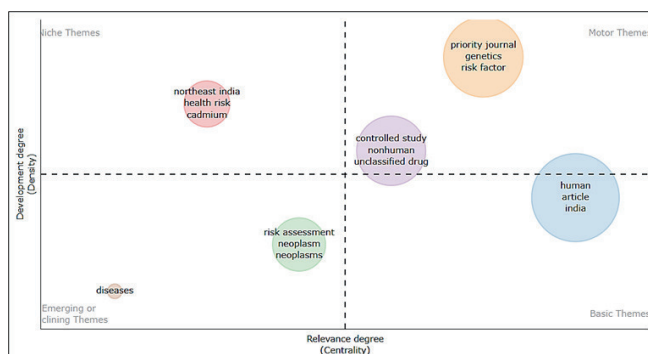 Niche Themes
Motor Themes
priority journal
genetics
risk factor
northeast india
health risk
cadmium
controlled study
nonhuman
unclassified drug
human
article
india
risk assessment
neoplasm
neoplasms
diseases
Emerging or
clining Themes
Basic Themes
Development degree
(Density)
Relevance degree
(Centrality)